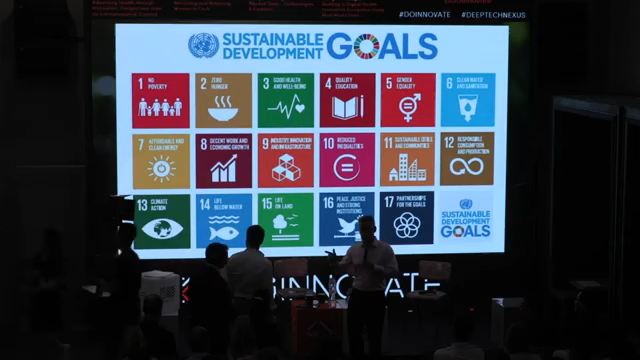 #DOINNOVATE #DEEPTECHNEXUS
SUSTAINABLE
DEVELOPMENT
GOALS
1 NO
POVERTY
2 ZERO
HUNGER
3 GOOD HEALTH
AND WELL-BEING
4 QUALITY
EDUCATION
5 GENDER
EQUALITY
6 CLEAN WATER
AND SANITATION
7 AFFORDABLE AND
CLEAN ENERGY
8 DECENT WORK AND
ECONOMIC GROWTH
9 INDUSTRY, INNOVATION
AND INFRASTRUCTURE
10 REDUCED
INEQUALITIES
11 SUSTAINABLE CITIES
AND COMMUNITIES
12 RESPONSIBLE
CONSUMPTION
AND PRODUCTION
13 CLIMATE
ACTION
14 LIFE
BELOW WATER
15 LIFE
ON LAND
16 PEACE, JUSTICE
AND STRONG
INSTITUTIONS
17 PARTNERSHIPS
FOR THE GOALS
SUSTAINABLE
DEVELOPMENT
GOALS